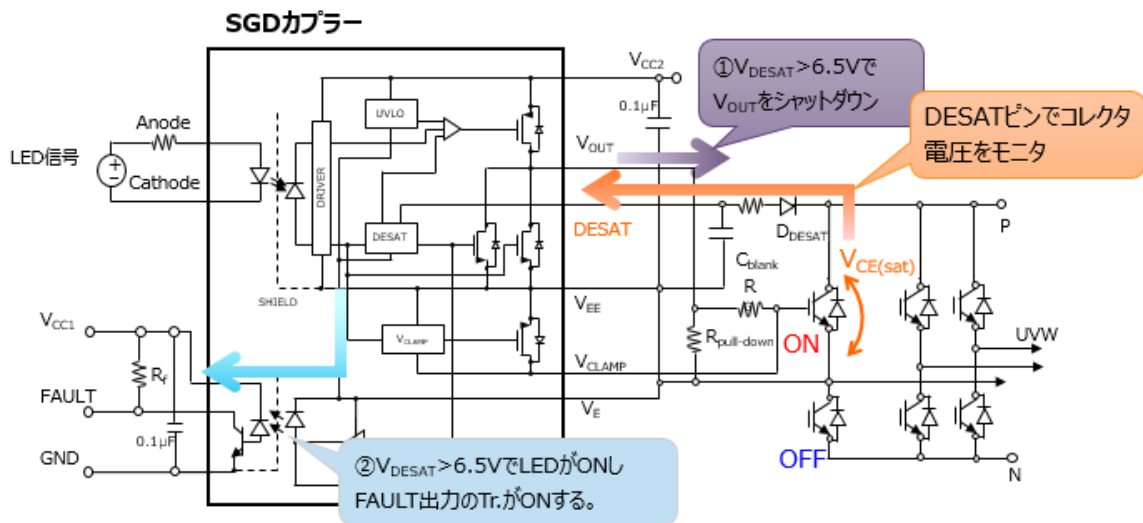 SGDカプラー
VCC2
①VDESAT>6.5Vで
VOUTをシャットダウン
0.1μF
DESATピンでコレクタ
電圧をモニタ
UVLO
Anode
LED信号
Cathode
VOUT
DRIVER
DESAT
DESAT
DDESAT
P
Cblank
VCE(sat)
SHIELD
VEE
R
VCC1
VCLAMP
Rpull-down
ON
UVW
VCLAMP
Rf
FAULT
VE
0.1μF
GND
②VDESAT>6.5VでLEDがONし
FAULT出力のTr.がONする。
OFF
N